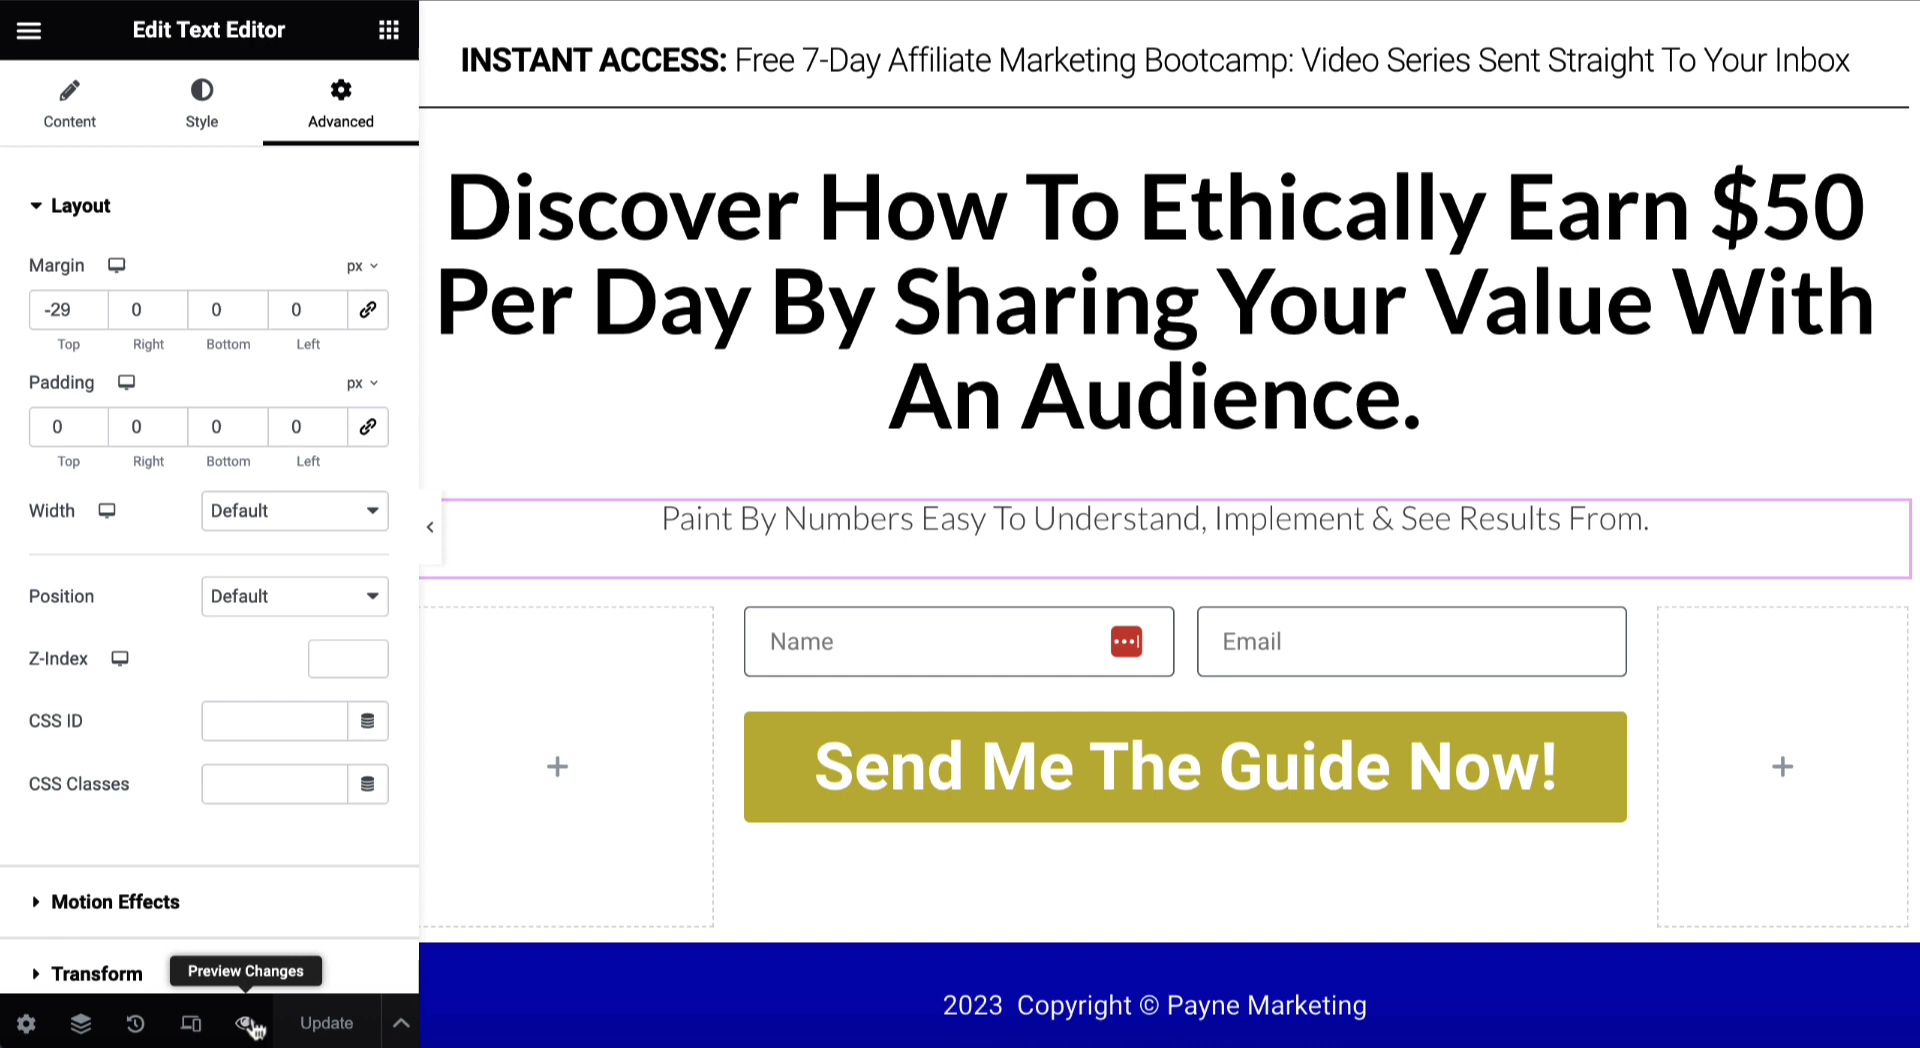 Edit Text Editor
Content
Style
Advanced
Layout
Margin
px
-29
0
0
0
Top
Right
Bottom
Left
Padding
px
0
0
0
0
Top
Right
Bottom
Left
Width
Default
Position
Default
Z-Index
CSS ID
CSS Classes
Motion Effects
Transform
Preview Changes
Update
INSTANT ACCESS: Free 7-Day Affiliate Marketing Bootcamp: Video Series Sent Straight To Your Inbox
Discover How To Ethically Earn $50
Per Day By Sharing Your Value With
An Audience.
Paint By Numbers Easy To Understand, Implement & See Results From.
Name
Email
Send Me The Guide Now!
2023 Copyright © Payne Marketing